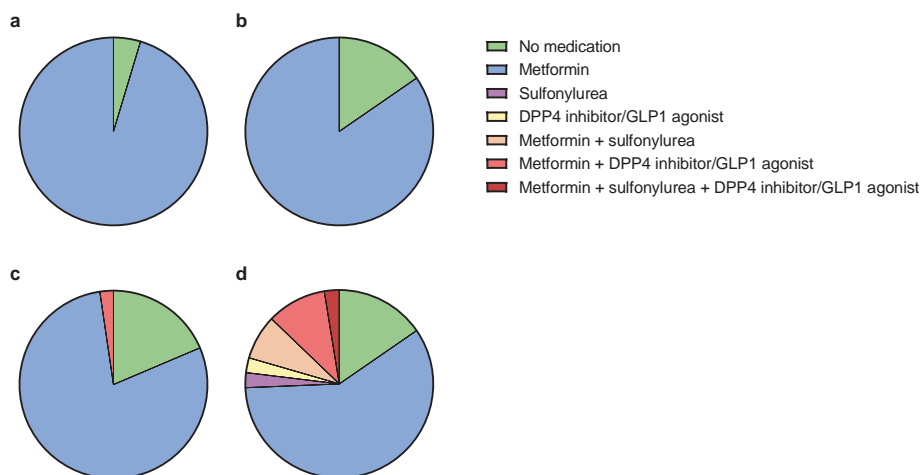 a
b
No medication
Metformin
Sulfonylurea
DPP4 inhibitor/GLP1 agonist
Metformin + sulfonylurea
Metformin + DPP4 inhibitor/GLP1 agonist
Metformin + sulfonylurea + DPP4 inhibitor/GLP1 agonist
c
d